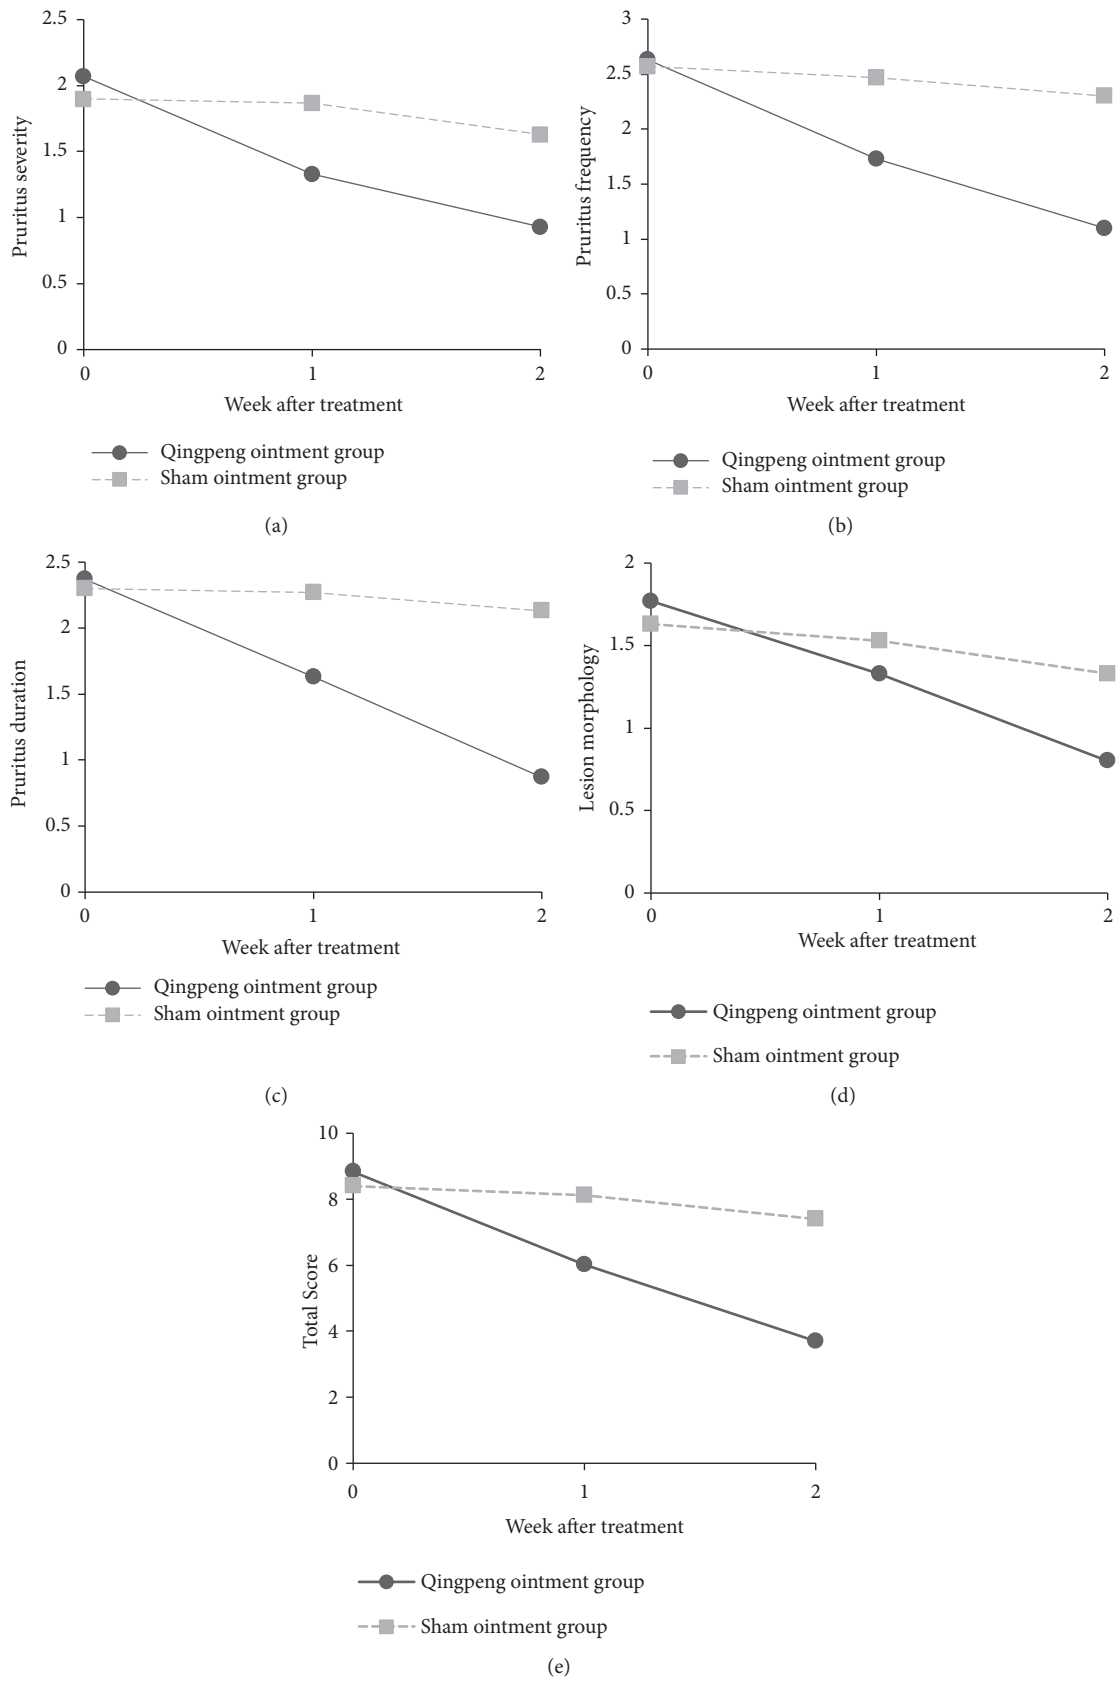 2.5
2
1.5
1
0.5
0
Pruritus severity
0
1
2
Week after treatment
Qingpeng ointment group
Sham ointment group
(a)
3
2.5
2
1.5
1
0.5
0
Pruritus frequency
0
1
2
Week after treatment
Qingpeng ointment group
Sham ointment group
(b)
2.5
2
1.5
1
0.5
0
Pruritus duration
0
1
2
Week after treatment
Qingpeng ointment group
Sham ointment group
(c)
2
1.5
1
0.5
0
Lesion morphology
0
1
2
Week after treatment
Qingpeng ointment group
Sham ointment group
(d)
10
8
6
4
2
0
Total Score
0
1
2
Week after treatment
Qingpeng ointment group
Sham ointment group
(e)